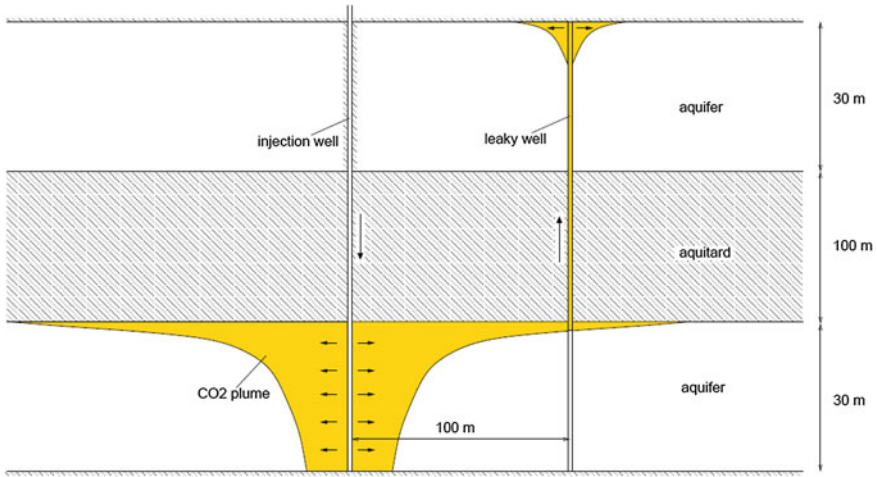 aquifer
30 m
injection well
leaky well
aquitard
100 m
CO2 plume
aquifer
30 m
100 m